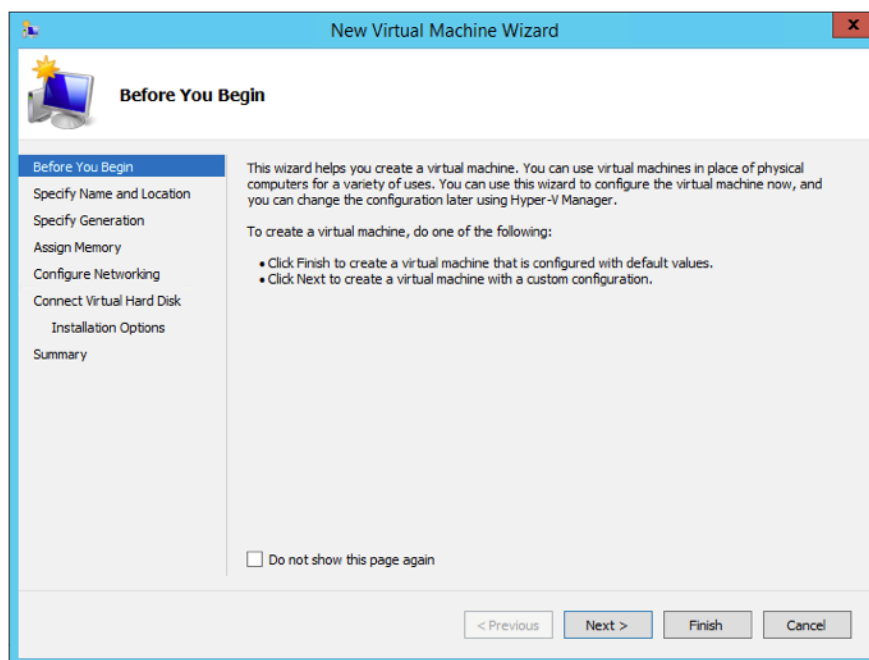 New Virtual Machine Wizard
x
Before You Begin
Before You Begin
Specify Name and Location
Specify Generation
Assign Memory
Configure Networking
Connect Virtual Hard Disk
Installation Options
Summary
This wizard helps you create a virtual machine. You can use virtual machines in place of physical
computers for a variety of uses. You can use this wizard to configure the virtual machine now, and
you can change the configuration later using Hyper-V Manager.
To create a virtual machine, do one of the following:
• Click Finish to create a virtual machine that is configured with default values.
• Click Next to create a virtual machine with a custom configuration.
Do not show this page again
< Previous
Next >
Finish
Cancel